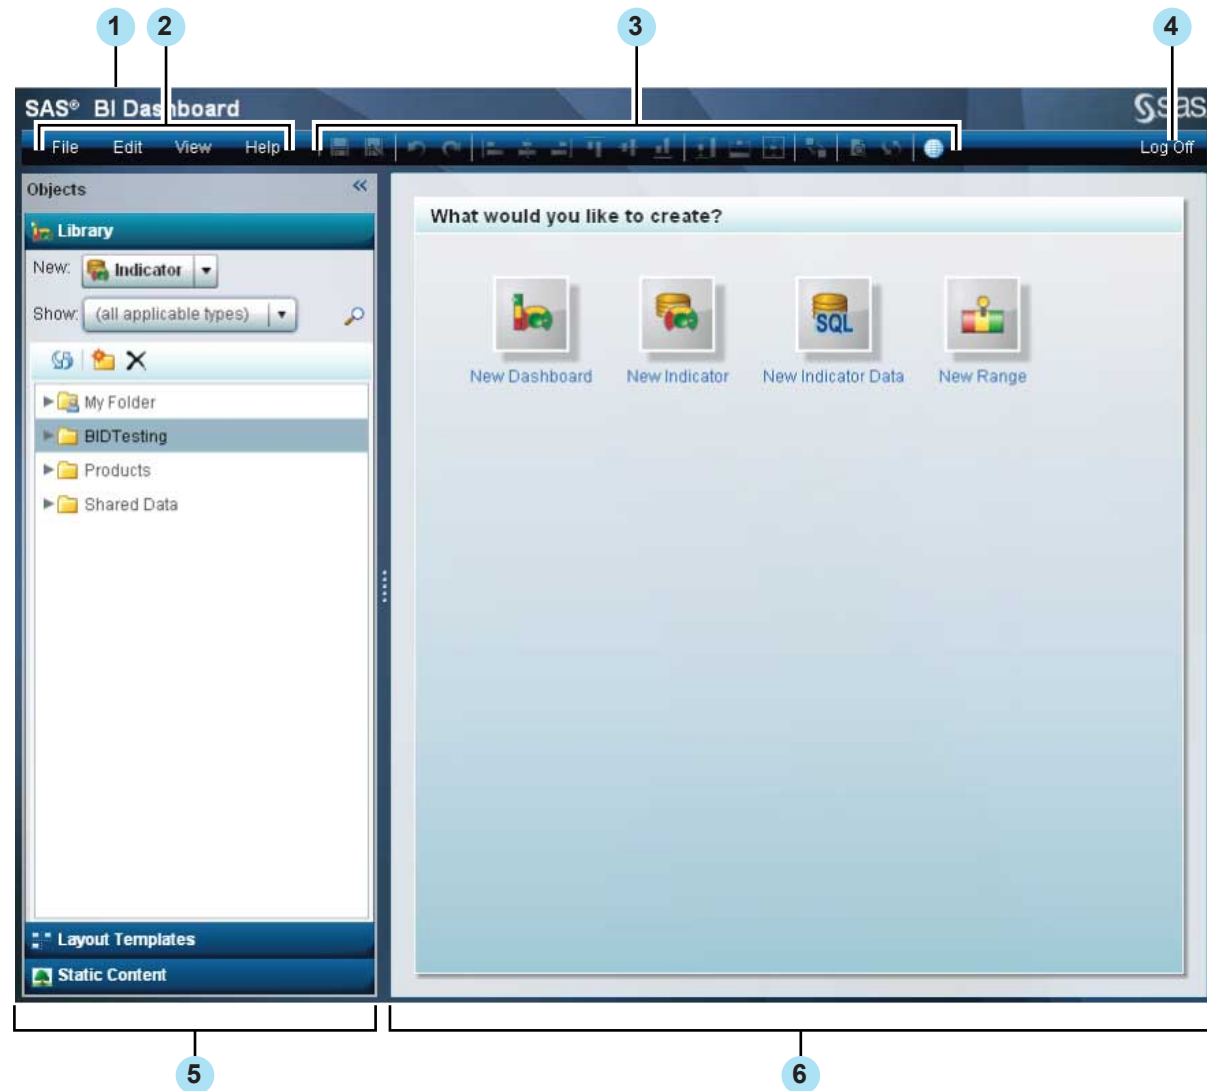 1 2 3 4
SAS® BI Dashboard
sas
File Edit View Help
Log Off
Objects
Library
New: Indicator
Show: (all applicable types)
My Folder
BIDTesting
Products
Shared Data
Layout Templates
Static Content
What would you like to create?
SQL
New Dashboard New Indicator New Indicator Data New Range
5 6